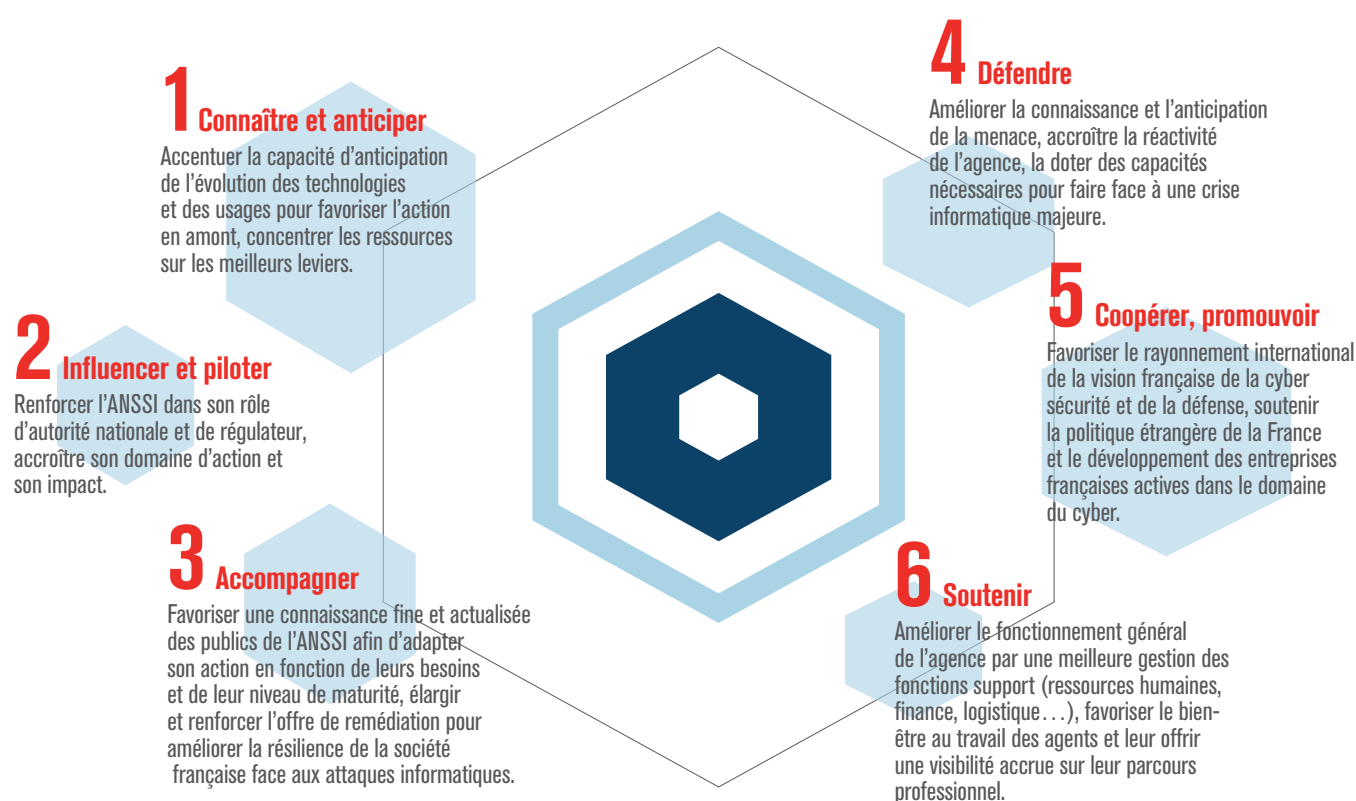 1 Connaître et anticiper
Accentuer la capacité d'anticipation
de l'évolution des technologies
et des usages pour favoriser l'action
en amont, concentrer les ressources
sur les meilleurs leviers.
2 Influencer et piloter
Renforcer l'ANSSI dans son rôle
d'autorité nationale et de régulateur,
accroître son domaine d'action et
son impact.
3 Accompagner
Favoriser une connaissance fine et actualisée
des publics de l'ANSSI afin d'adapter
son action en fonction de leurs besoins
et de leur niveau de maturité, élargir
et renforcer l'offre de remédiation pour
améliorer la résilience de la société
française face aux attaques informatiques.
4 Défendre
Améliorer la connaissance et l'anticipation
de la menace, accroître la réactivité
de l'agence, la doter des capacités
nécessaires pour faire face à une crise
informatique majeure.
5 Coopérer, promouvoir
Favoriser le rayonnement international
de la vision française de la cyber
sécurité et de la défense, soutenir
la politique étrangère de la France
et le développement des entreprises
françaises actives dans le domaine
du cyber.
6 Soutenir
Améliorer le fonctionnement général
de l'agence par une meilleure gestion des
fonctions support (ressources humaines,
finance, logistique...), favoriser le bien-
être au travail des agents et leur offrir
une visibilité accrue sur leur parcours
professionnel.